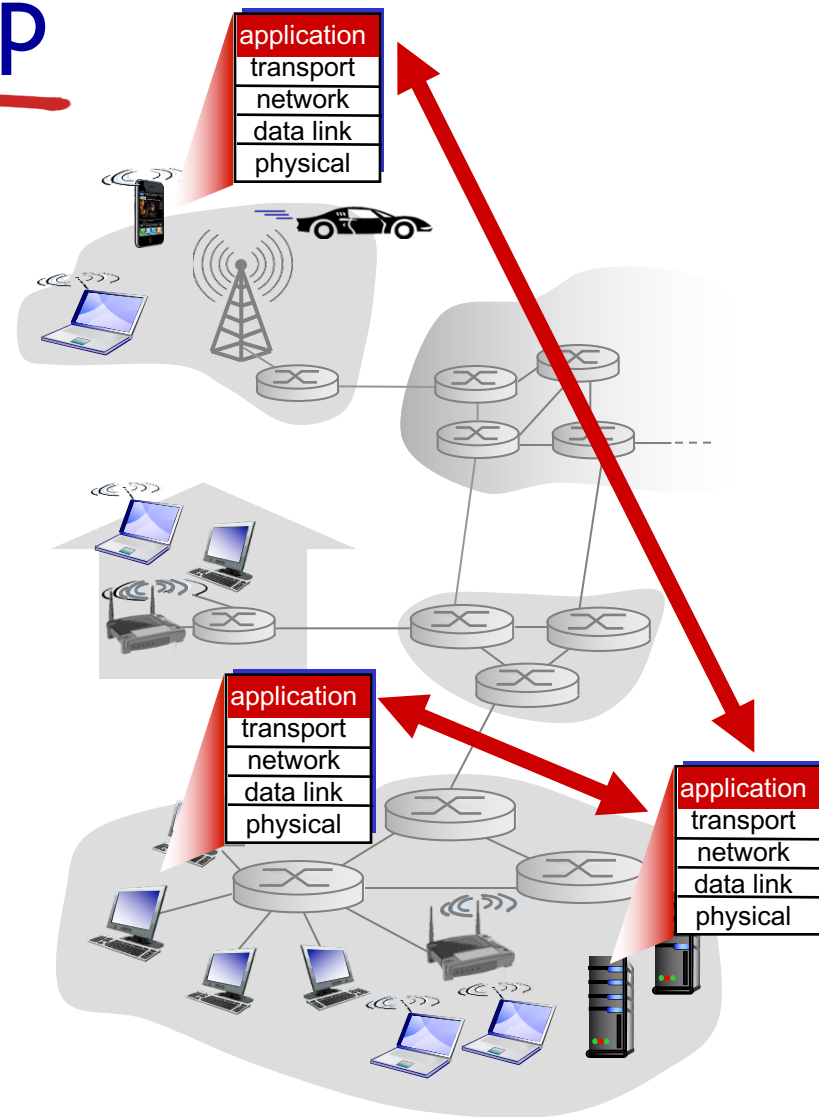 p
application
transport
network
data link
physical
application
transport
network
data link
physical
application
transport
network
data link
physical